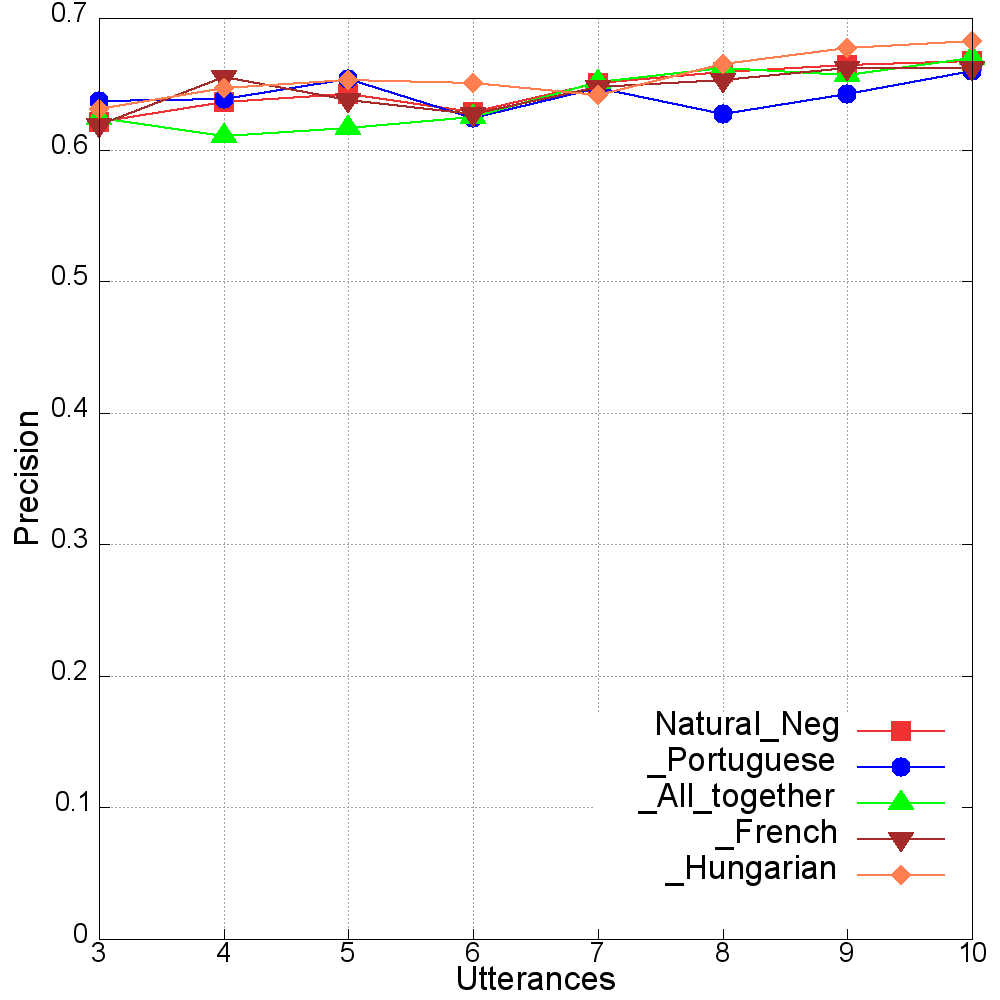 0.7
0.6
0.5
0.4
0.3
0.2
0.1
0
Precision
3 4 5 6 7 8 9 10
Utterances
Natural_Neg
_Portuguese
_All_together
_French
_Hungarian